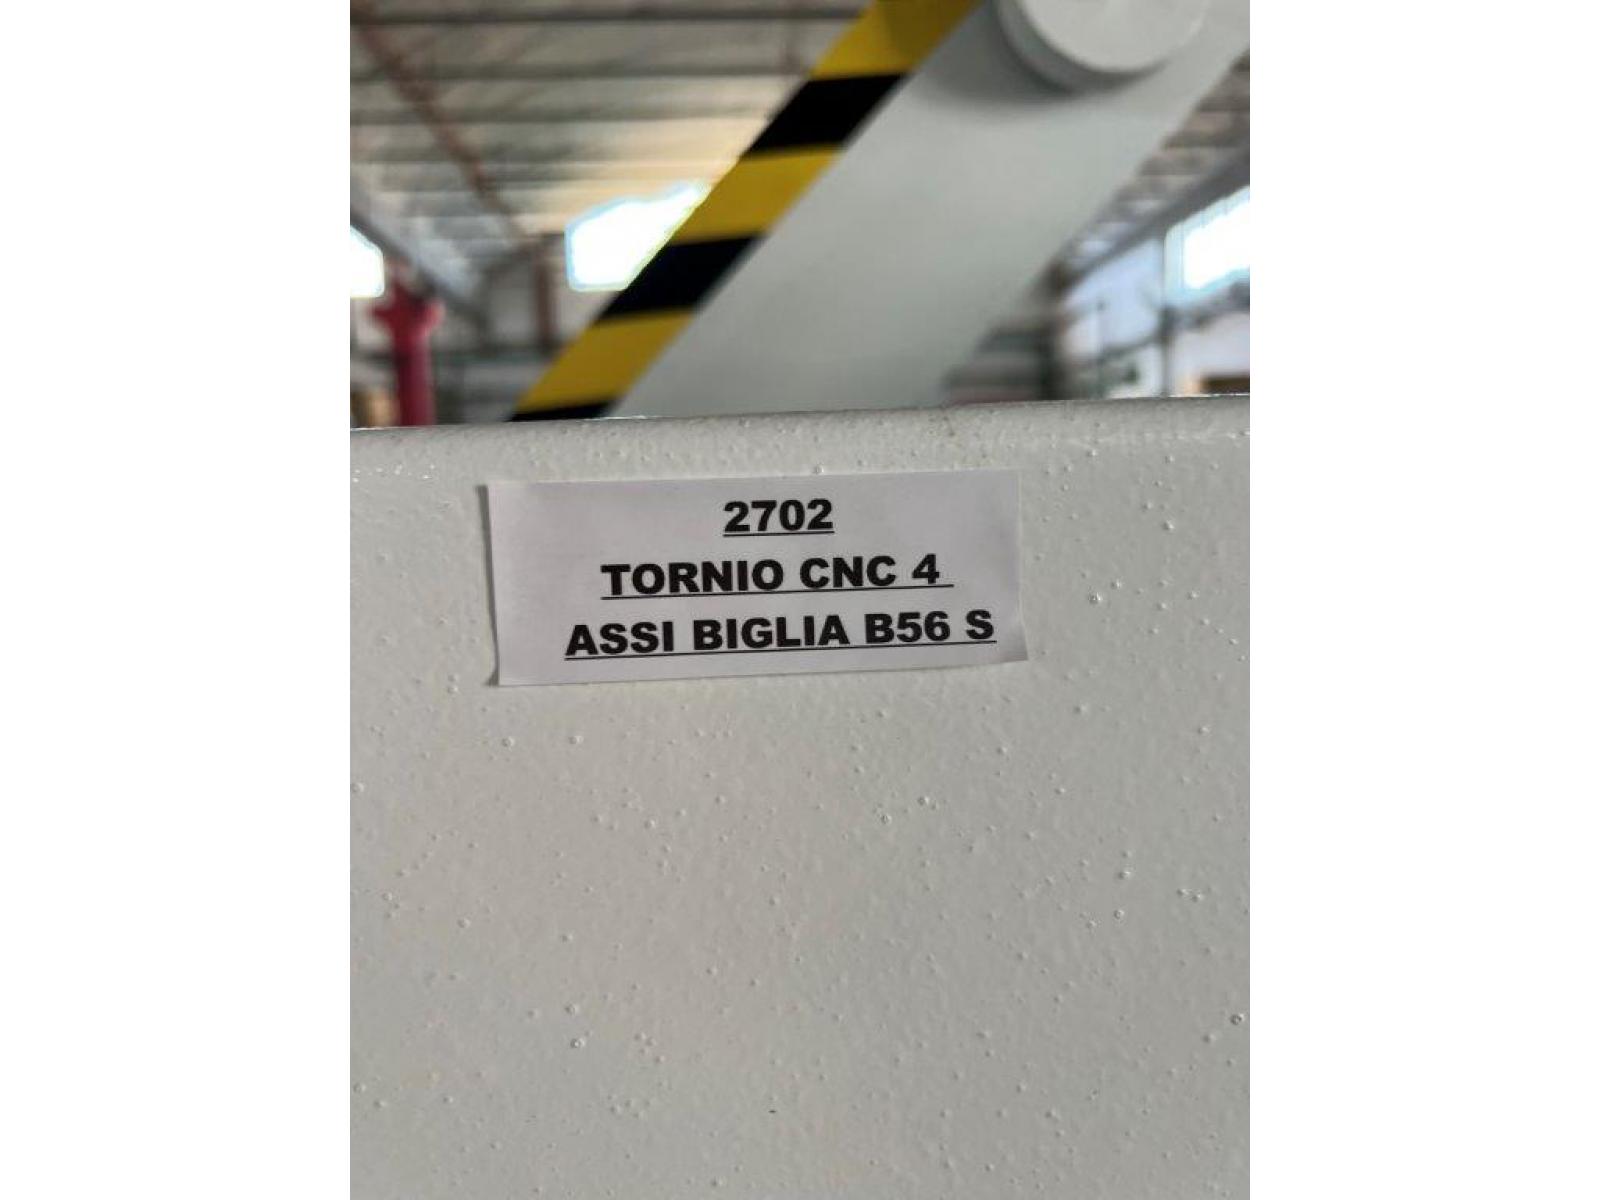 2702
TORNIO CNC 4
ASSI BIGLIA B56 S